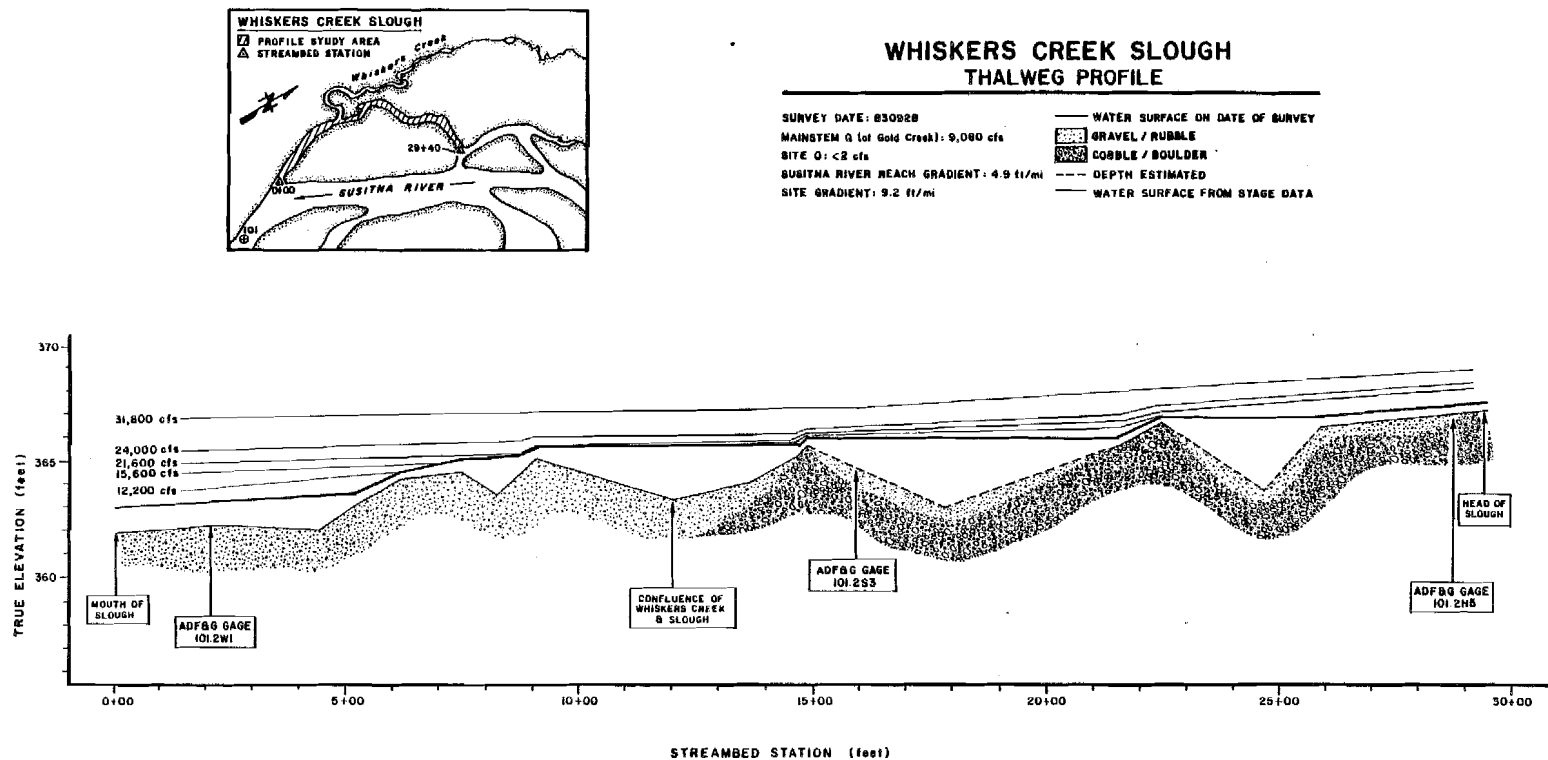 WHISKERS CREEK SLOUGH
PROFILE STUDY AREA
STREAMBED STATION
Whiskers Creek
29+40
0+00
SUSITNA RIVER
101
WHISKERS CREEK SLOUGH
THALWEG PROFILE
SURVEY DATE: 830928
MAINSTEM Q (at Gold Creek): 9,080 cfs
SITE Q: <2 cfs
SUSITNA RIVER REACH GRADIENT: 4.9 ft/mi
SITE GRADIENT: 9.2 ft/mi
WATER SURFACE ON DATE OF SURVEY
GRAVEL / RUBBLE
COBBLE / BOULDER
DEPTH ESTIMATED
WATER SURFACE FROM STAGE DATA
TRUE ELEVATION (feet)
370
365
360
31,800 cfs
24,000 cfs
21,600 cfs
15,600 cfs
12,200 cfs
MOUTH OF
SLOUGH
ADF&G GAGE
101.2W1
CONFLUENCE OF
WHISKERS CREEK
& SLOUGH
ADF&G GAGE
101.2S3
ADF&G GAGE
101.2H5
HEAD OF
SLOUGH
0+00
5+00
10+00
15+00
20+00
25+00
30+00
STREAMBED STATION (feet)